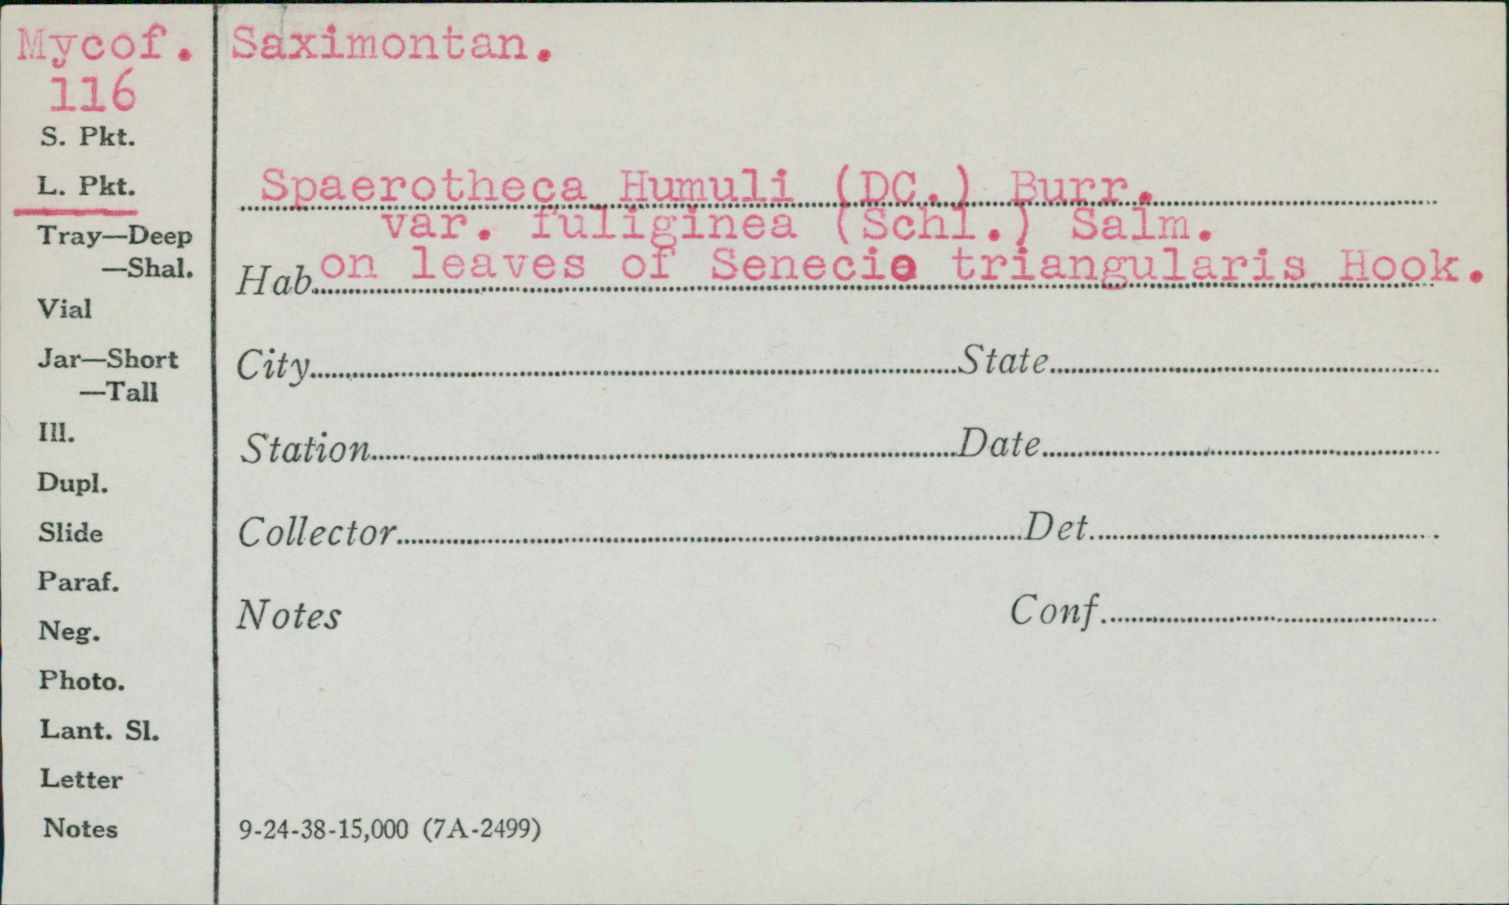 Mycof. Saximontan.
116
S. Pkt.
L. Pkt.
Spaerotheca Humuli (DC.) Burr.
var. fuliginea (Schl.) Salm.
Tray—Deep
—Shal.
Hab. on leaves of Senecio triangularis Hook.
Vial
Jar—Short
—Tall
City State
Ill.
Station Date
Dupl.
Slide
Collector Det.
Paraf.
Neg.
Notes Conf.
Photo.
Lant. Sl.
Letter
Notes
9-24-38-15,000 (7A-2499)